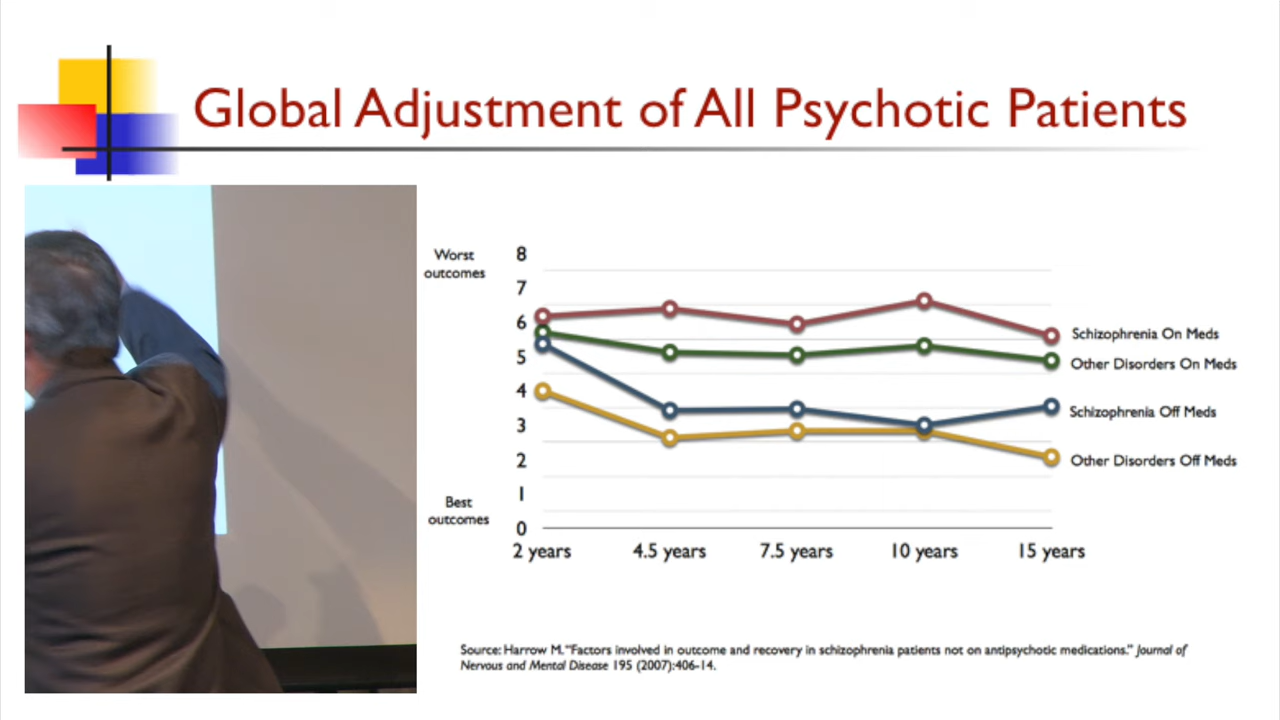 Global Adjustment of All Psychotic Patients
Worst
outcomes
8
7
6
5
4
3
2
1
0
Best
outcomes
Schizophrenia On Meds
Other Disorders On Meds
Schizophrenia Off Meds
Other Disorders Off Meds
2 years 4.5 years 7.5 years 10 years 15 years
Source: Harrow M. "Factors involved in outcome and recovery in schizophrenia patients not on antipsychotic medications." Journal of
Nervous and Mental Disease 195 (2007):406-14.